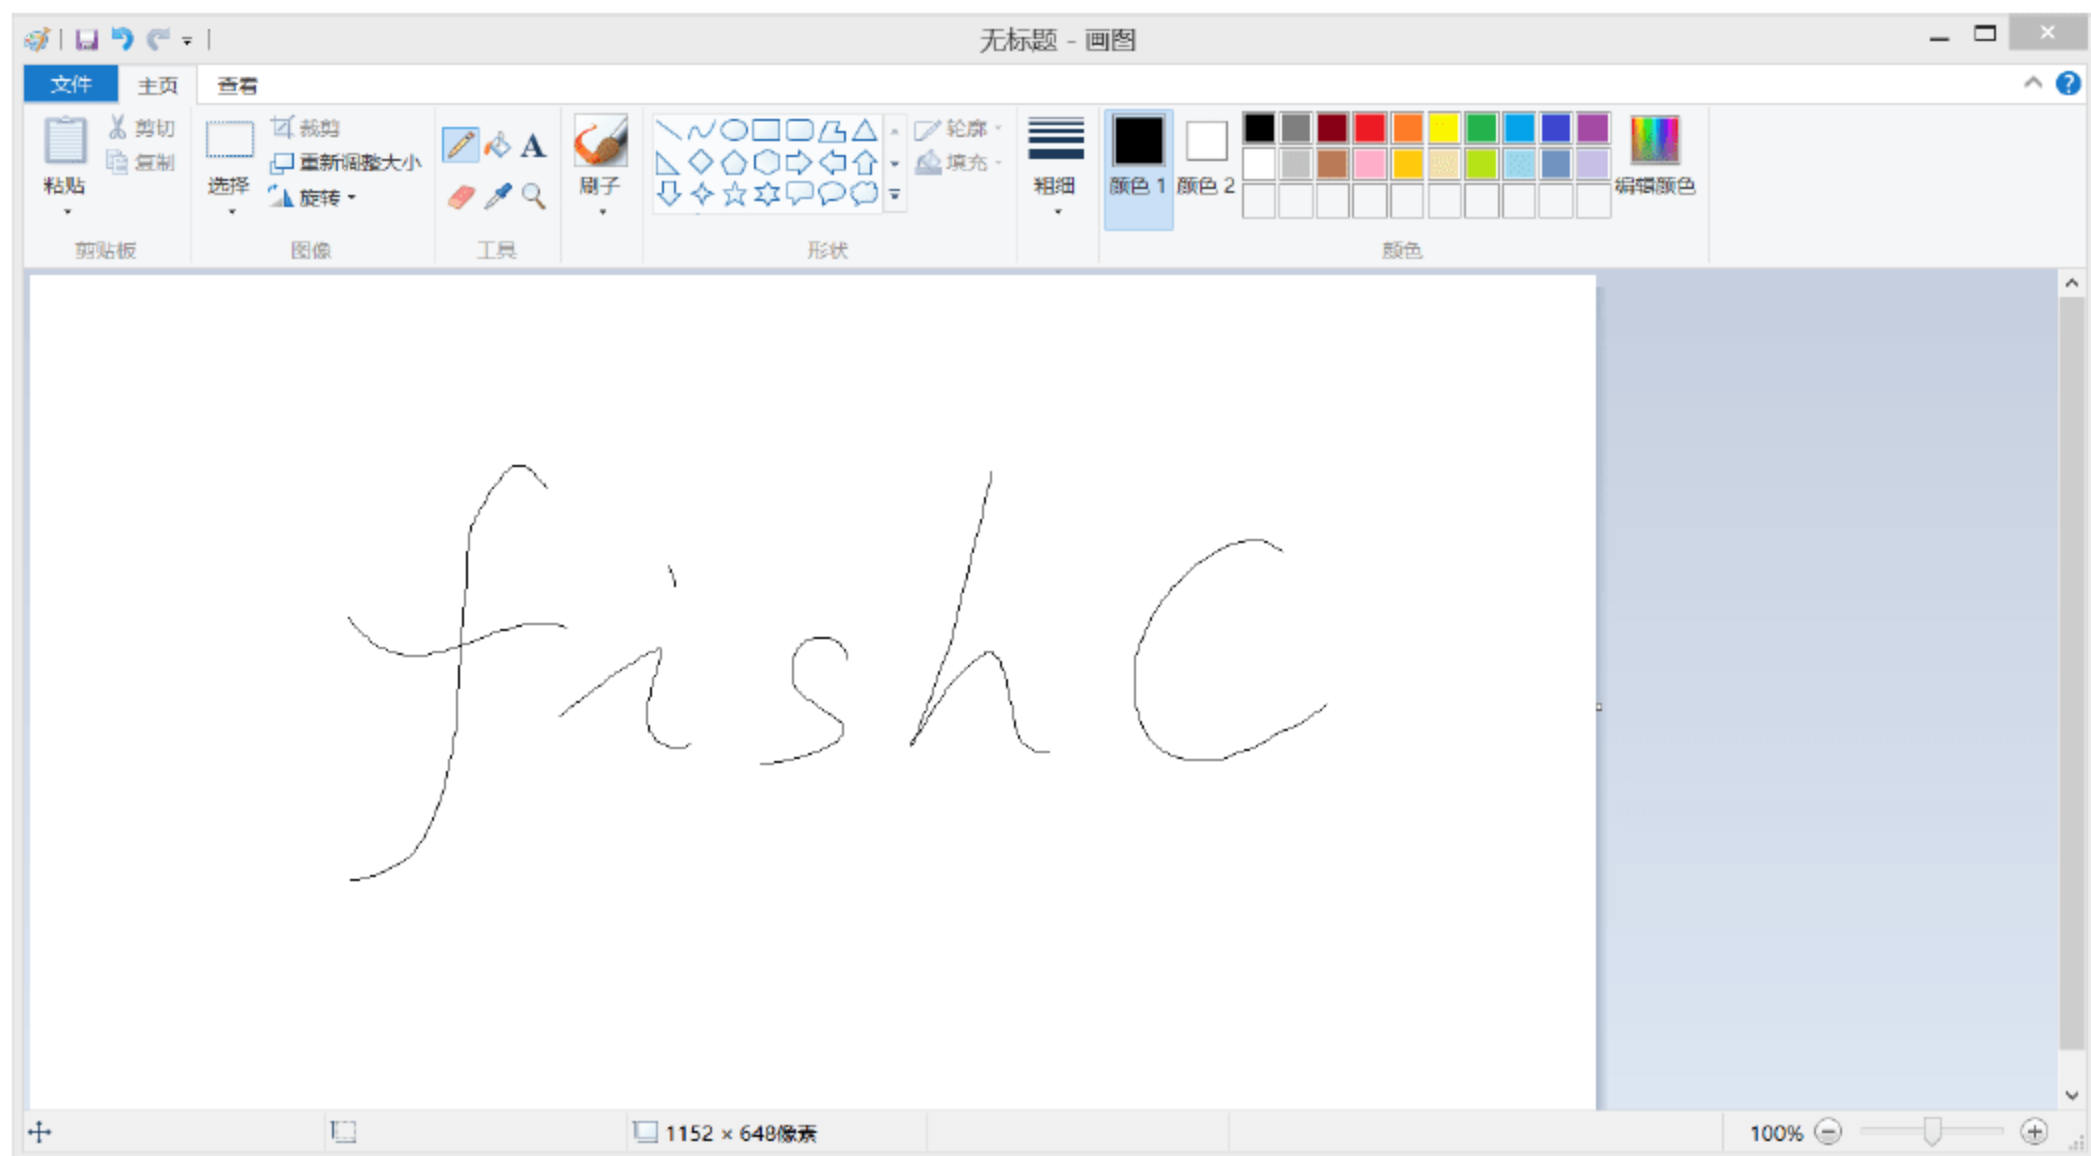 无标题 - 画图
文件 主页 查看
粘贴 剪切 复制 选择 裁剪 重新调整大小 旋转 A 刷子 轮廓 填充 粗细 颜色 1 颜色 2 编辑颜色
剪贴板 图像 工具 形状 颜色
fishC
1152 × 648像素 100%